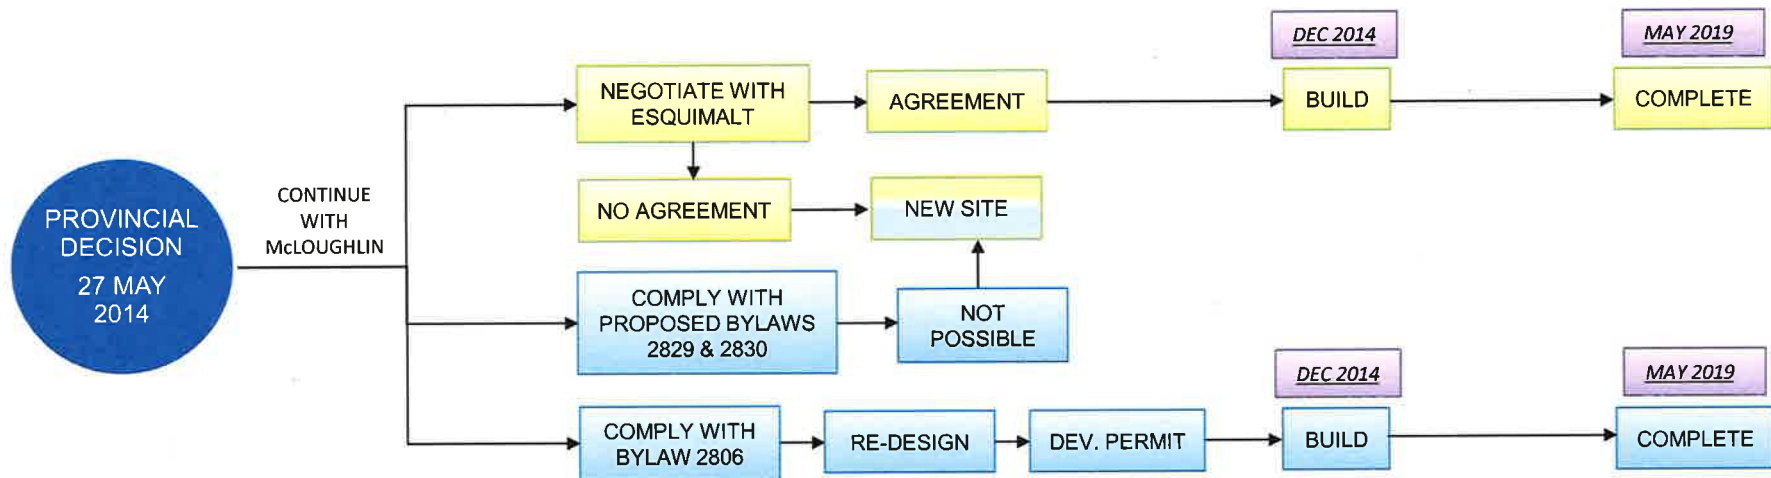 DEC 2014
MAY 2019
NEGOTIATE WITH
ESQUIMALT
AGREEMENT
BUILD
COMPLETE
PROVINCIAL
DECISION
27 MAY
2014
CONTINUE
WITH
McLOUGHLIN
NO AGREEMENT
NEW SITE
COMPLY WITH
PROPOSED BYLAWS
2829 & 2830
NOT
POSSIBLE
DEC 2014
MAY 2019
COMPLY WITH
BYLAW 2806
RE-DESIGN
DEV. PERMIT
BUILD
COMPLETE